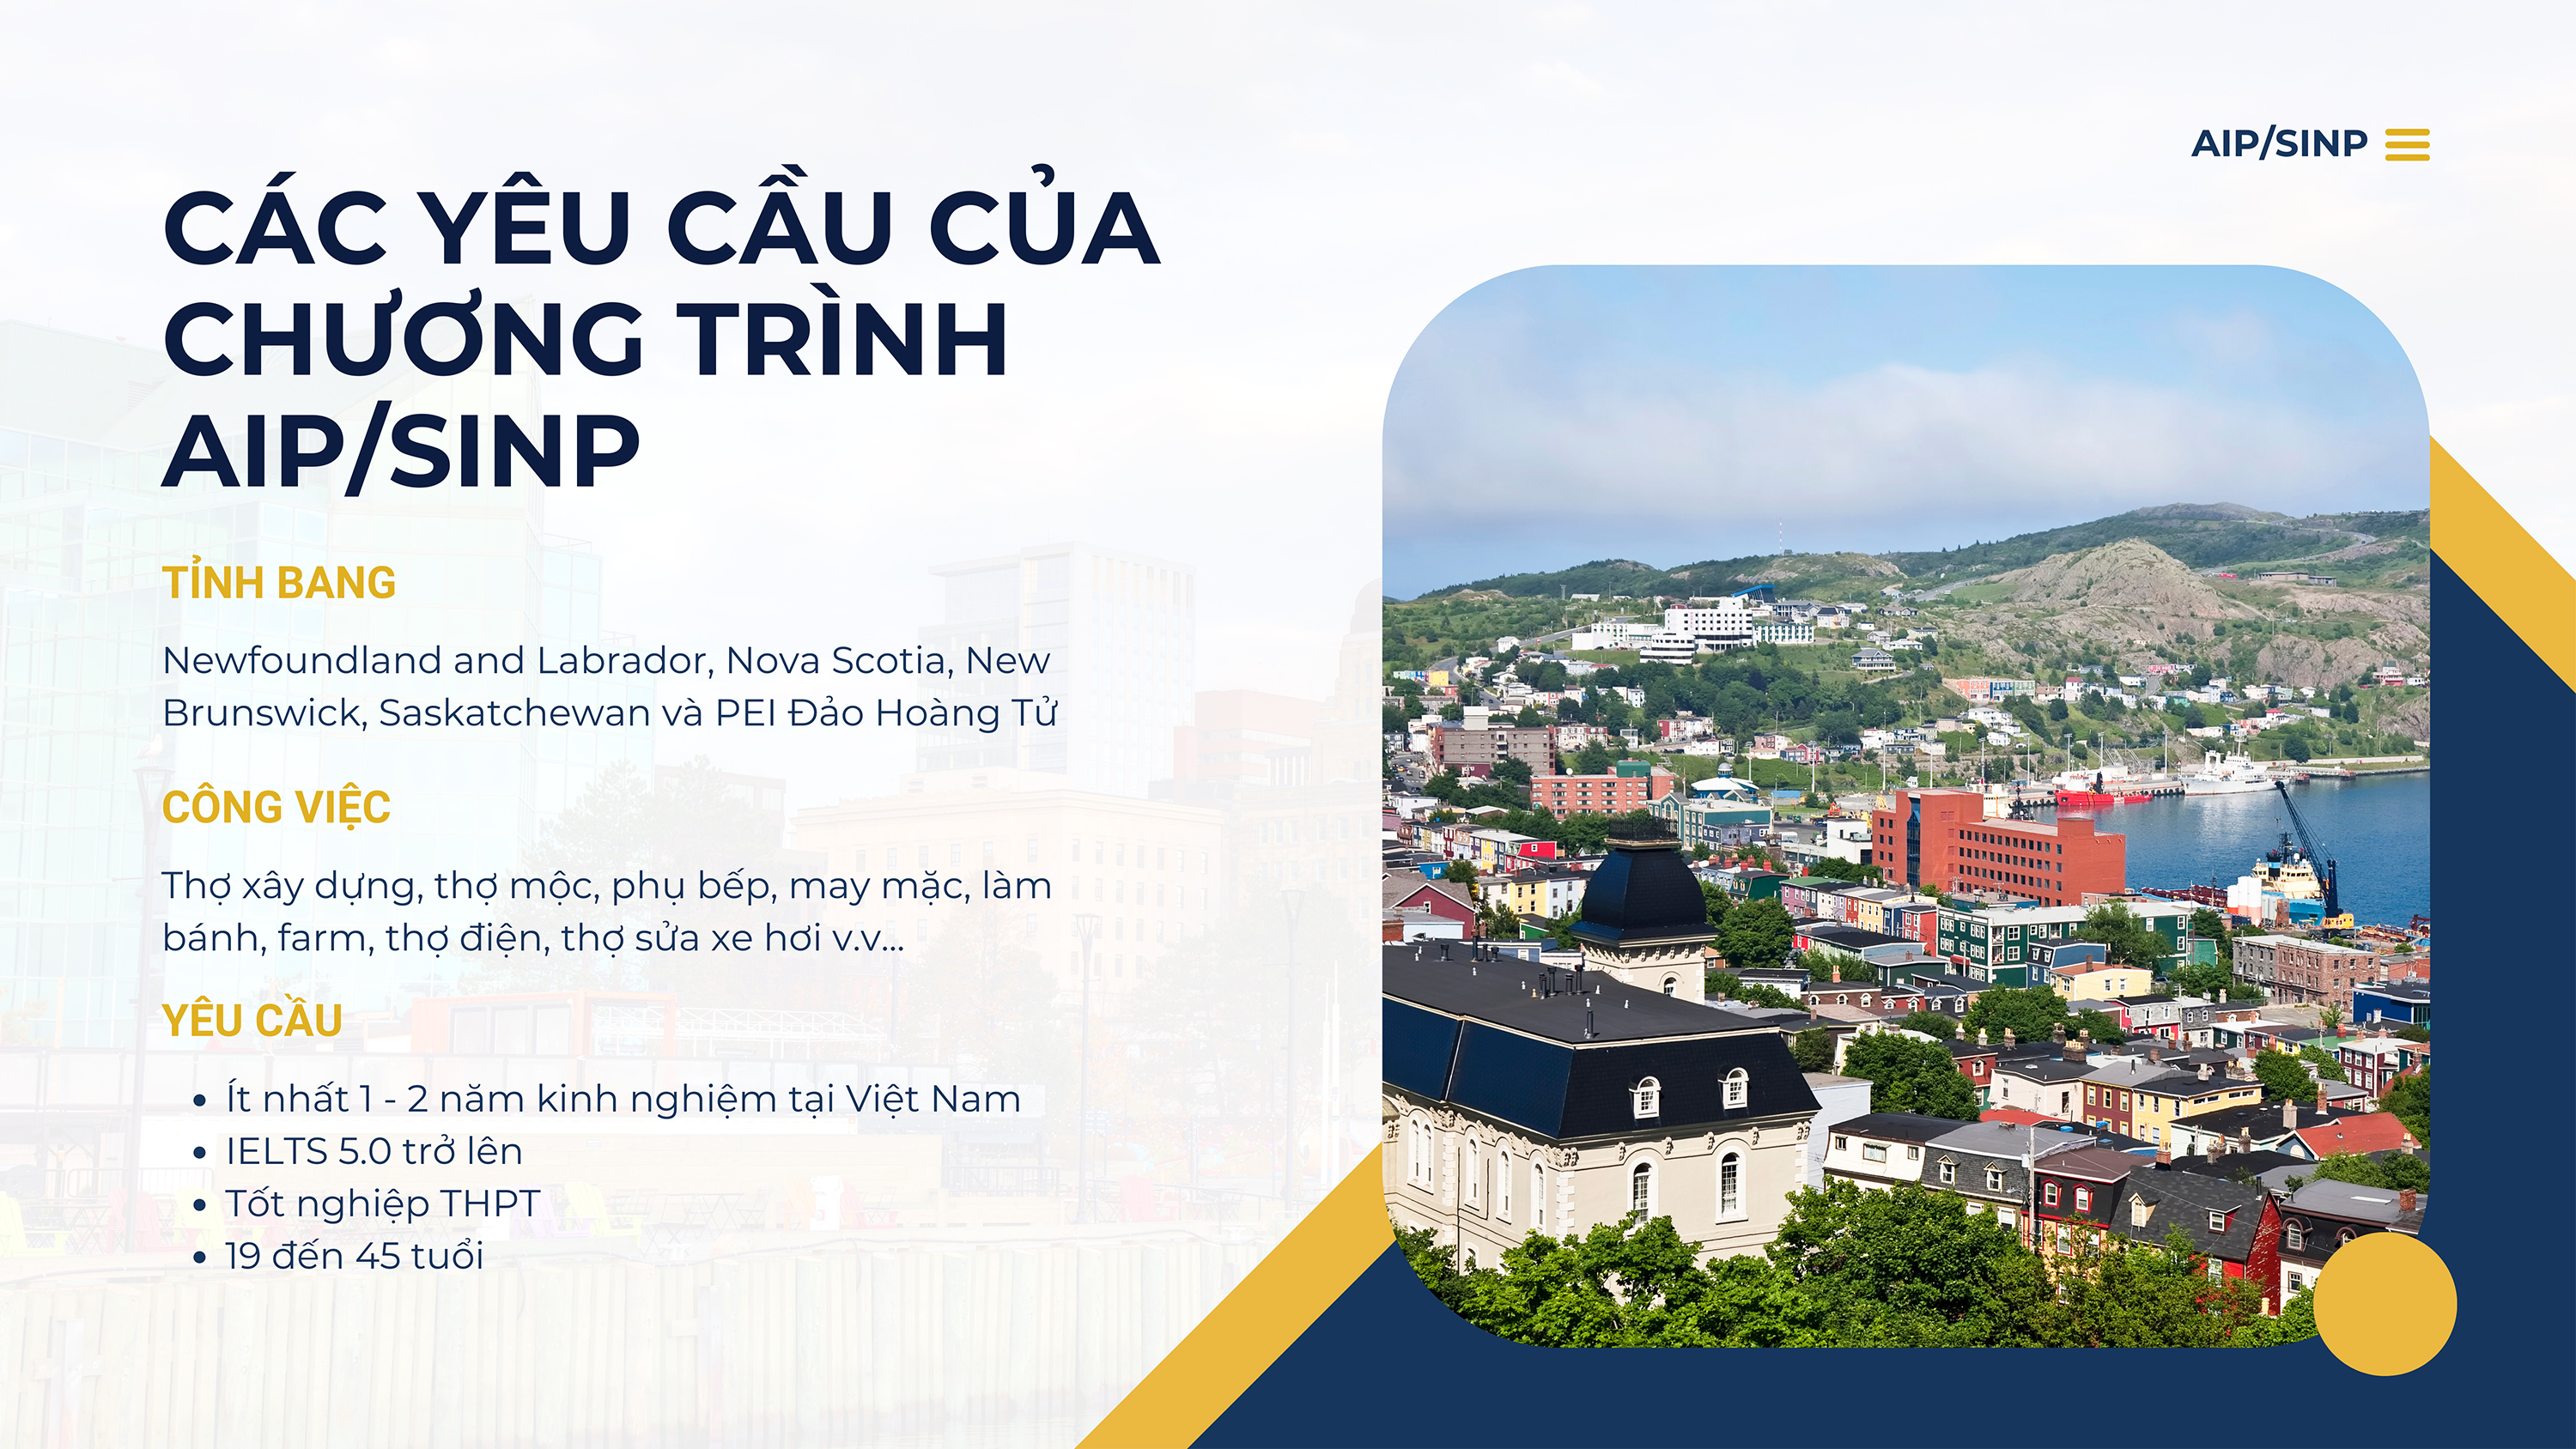 AIP/SINP
CÁC YÊU CẦU CỦA
CHƯƠNG TRÌNH
AIP/SINP
TỈNH BANG
Newfoundland and Labrador, Nova Scotia, New
Brunswick, Saskatchewan và PEI Đảo Hoàng Tử
CÔNG VIỆC
Thợ xây dựng, thợ mộc, phụ bếp, may mặc, làm
bánh, farm, thợ điện, thợ sửa xe hơi v.v...
YÊU CẦU
• Ít nhất 1 - 2 năm kinh nghiệm tại Việt Nam
• IELTS 5.0 trở lên
• Tốt nghiệp THPT
• 19 đến 45 tuổi